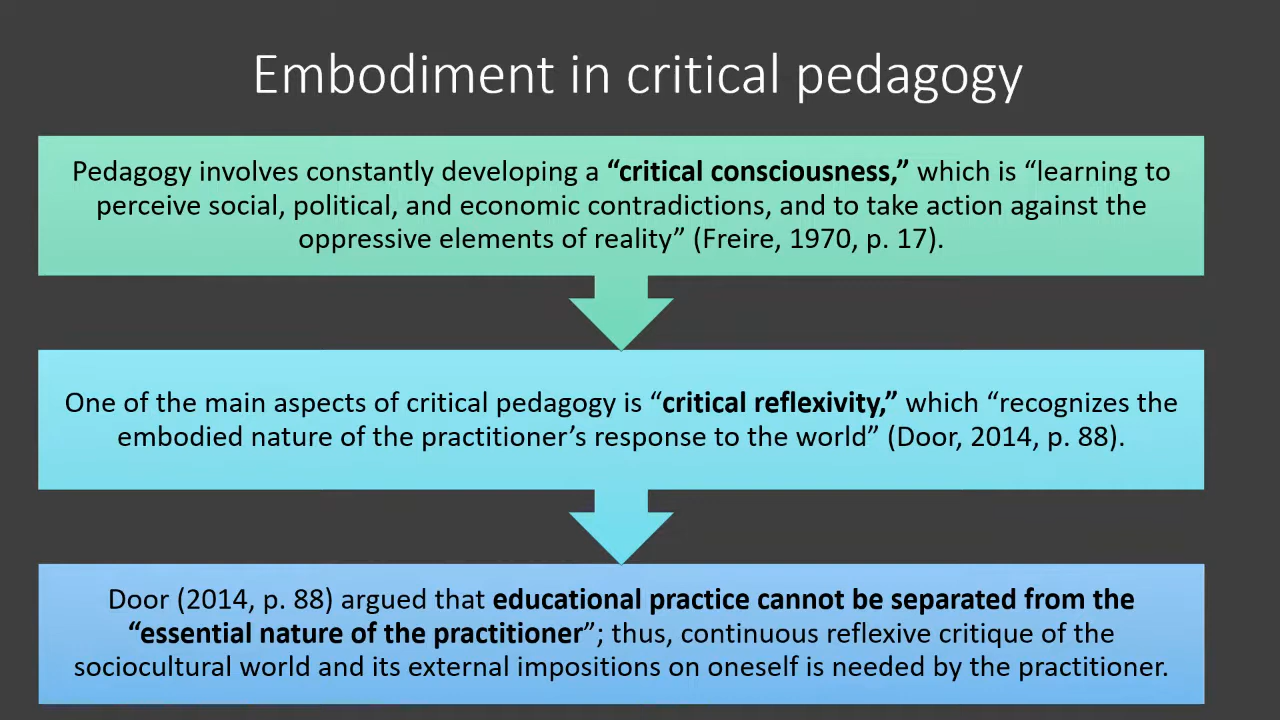 Embodiment in critical pedagogy
Pedagogy involves constantly developing a “critical consciousness,” which is “learning to
perceive social, political, and economic contradictions, and to take action against the
oppressive elements of reality” (Freire, 1970, p. 17).
One of the main aspects of critical pedagogy is “critical reflexivity,” which “recognizes the
embodied nature of the practitioner’s response to the world” (Door, 2014, p. 88).
Door (2014, p. 88) argued that educational practice cannot be separated from the
“essential nature of the practitioner”; thus, continuous reflexive critique of the
sociocultural world and its external impositions on oneself is needed by the practitioner.